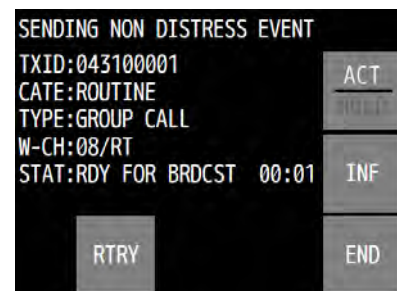 SENDING NON DISTRESS EVENT
TXID:043100001
CATE:ROUTINE
TYPE:GROUP CALL
W-CH:08/RT
STAT:RDY FOR BRDCST 00:01
ACT
INF
RTRY
END